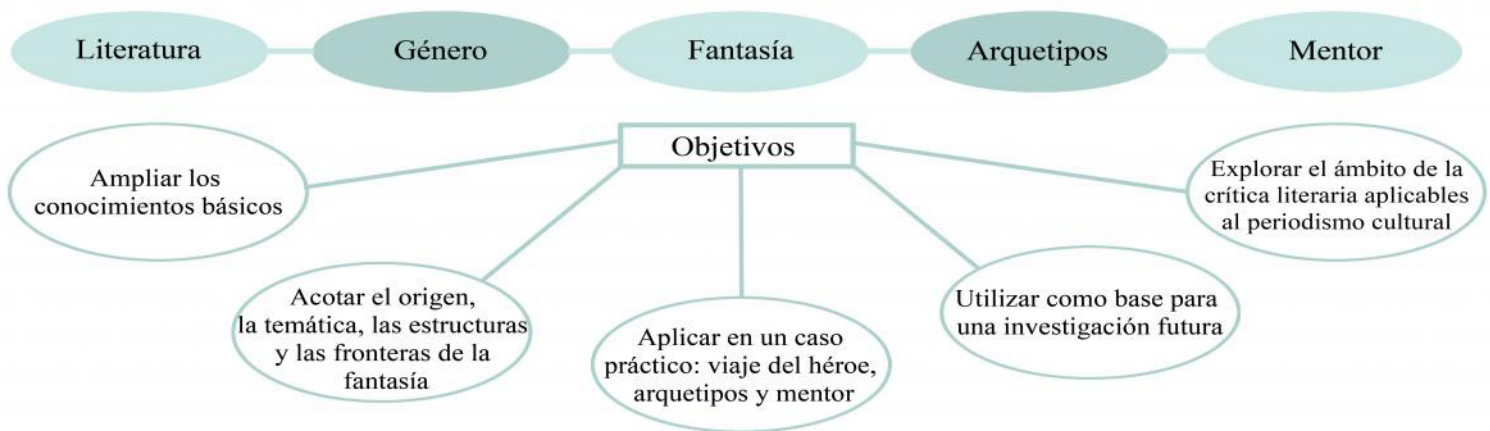 Literatura
Género
Fantasía
Arquetipos
Mentor
Objetivos
Ampliar los
conocimientos básicos
Acotar el origen,
la temática, las estructuras
y las fronteras de la
fantasía
Aplicar en un caso
práctico: viaje del héroe,
arquetipos y mentor
Utilizar como base para
una investigación futura
Explorar el ámbito de la
crítica literaria aplicables
al periodismo cultural